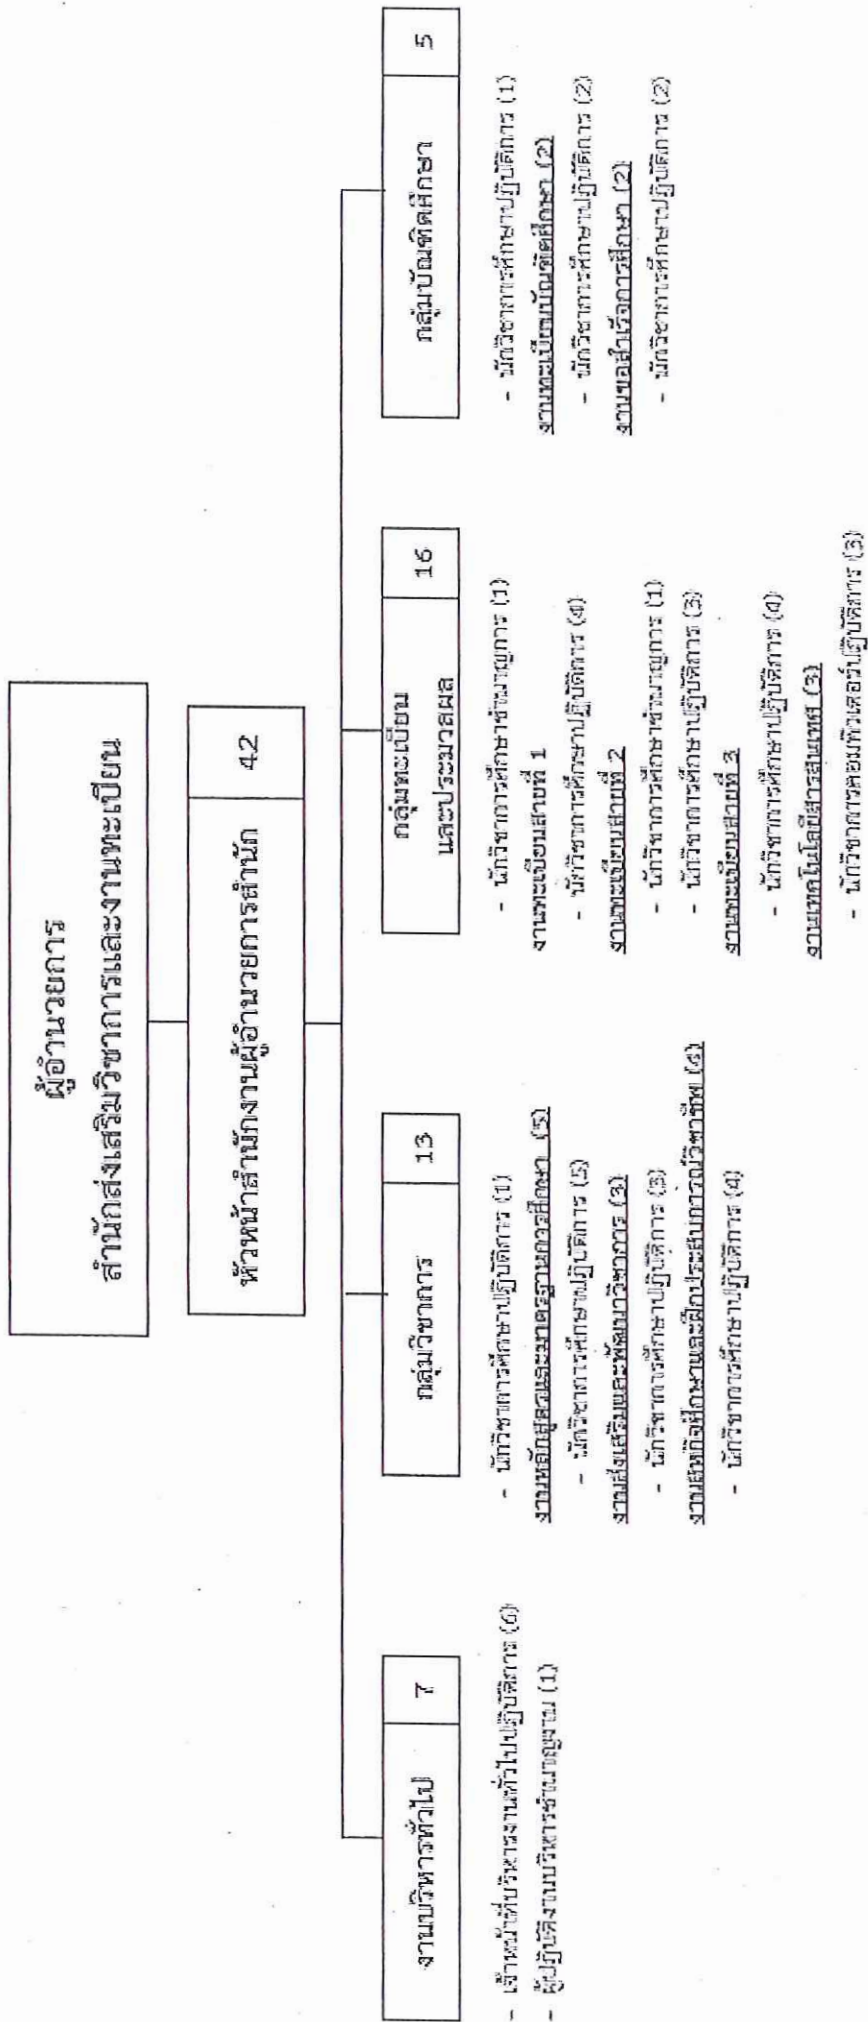 ผู้อำนวยการ
สำนักส่งเสริมวิชาการและงานทะเบียน
หัวหน้าสำนักงานผู้อำนวยการสำนัก
42
งานบริหารทั่วไป
7
- เจ้าหน้าที่บริหารงานทั่วไปปฏิบัติการ (6)
- ผู้ปฏิบัติงานบริหารชำนาญงาน (1)
กลุ่มวิชาการ
13
- นักวิชาการศึกษาปฏิบัติการ (1)
งานหลักสูตรและมาตรฐานการศึกษา (5)
- นักวิชาการศึกษาปฏิบัติการ (5)
งานส่งเสริมและพัฒนาวิชาการ (3)
- นักวิชาการศึกษาปฏิบัติการ (3)
งานสหกิจศึกษาและฝึกประสบการณ์วิชาชีพ (4)
- นักวิชาการศึกษาปฏิบัติการ (4)
กลุ่มทะเบียน
และประมวลผล
16
- นักวิชาการศึกษาชำนาญการ (1)
งานทะเบียนสายที่ 1
- นักวิชาการศึกษาปฏิบัติการ (4)
งานทะเบียนสายที่ 2
- นักวิชาการศึกษาชำนาญการ (1)
- นักวิชาการศึกษาปฏิบัติการ (3)
งานทะเบียนสายที่ 3
- นักวิชาการศึกษาปฏิบัติการ (4)
งานเทคโนโลยีสารสนเทศ (3)
- นักวิชาการคอมพิวเตอร์ปฏิบัติการ (3)
กลุ่มบัณฑิตศึกษา
5
- นักวิชาการศึกษาปฏิบัติการ (1)
งานทะเบียนบัณฑิตศึกษา (2)
- นักวิชาการศึกษาปฏิบัติการ (2)
งานขอสำเร็จการศึกษา (2)
- นักวิชาการศึกษาปฏิบัติการ (2)